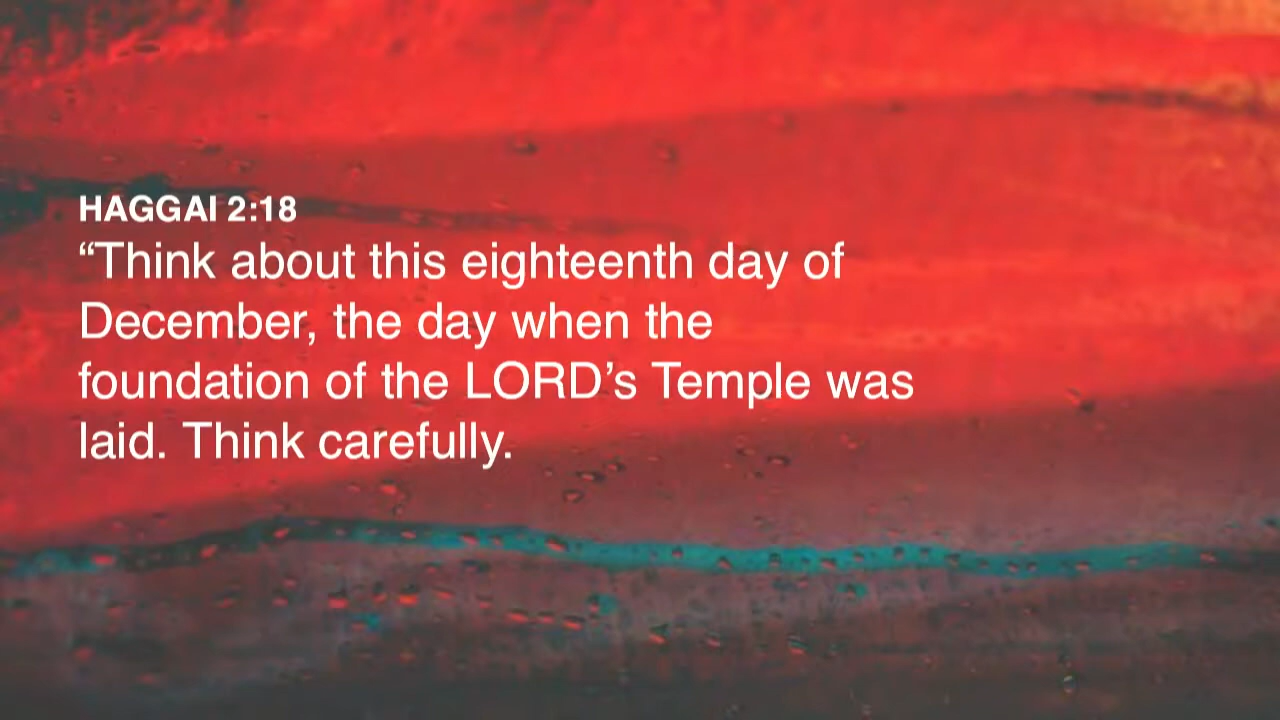 HAGGAI 2:18
“Think about this eighteenth day of
December, the day when the
foundation of the LORD’s Temple was
laid. Think carefully.